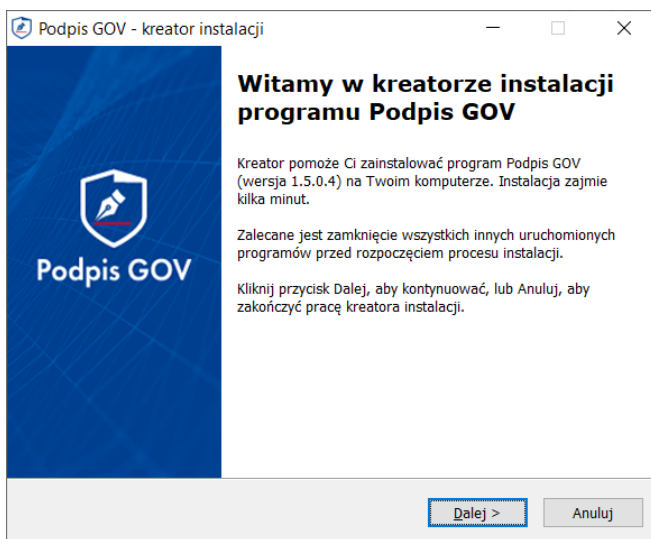 Podpis GOV - kreator instalacji
Witamy w kreatorze instalacji
programu Podpis GOV
Kreator pomoże Ci zainstalować program Podpis GOV
(wersja 1.5.0.4) na Twoim komputerze. Instalacja zajmie
kilka minut.
Zalecane jest zamknięcie wszystkich innych uruchomionych
programów przed rozpoczęciem procesu instalacji.
Kliknij przycisk Dalej, aby kontynuować, lub Anuluj, aby
zakończyć pracę kreatora instalacji.
Podpis GOV
Dalej >
Anuluj